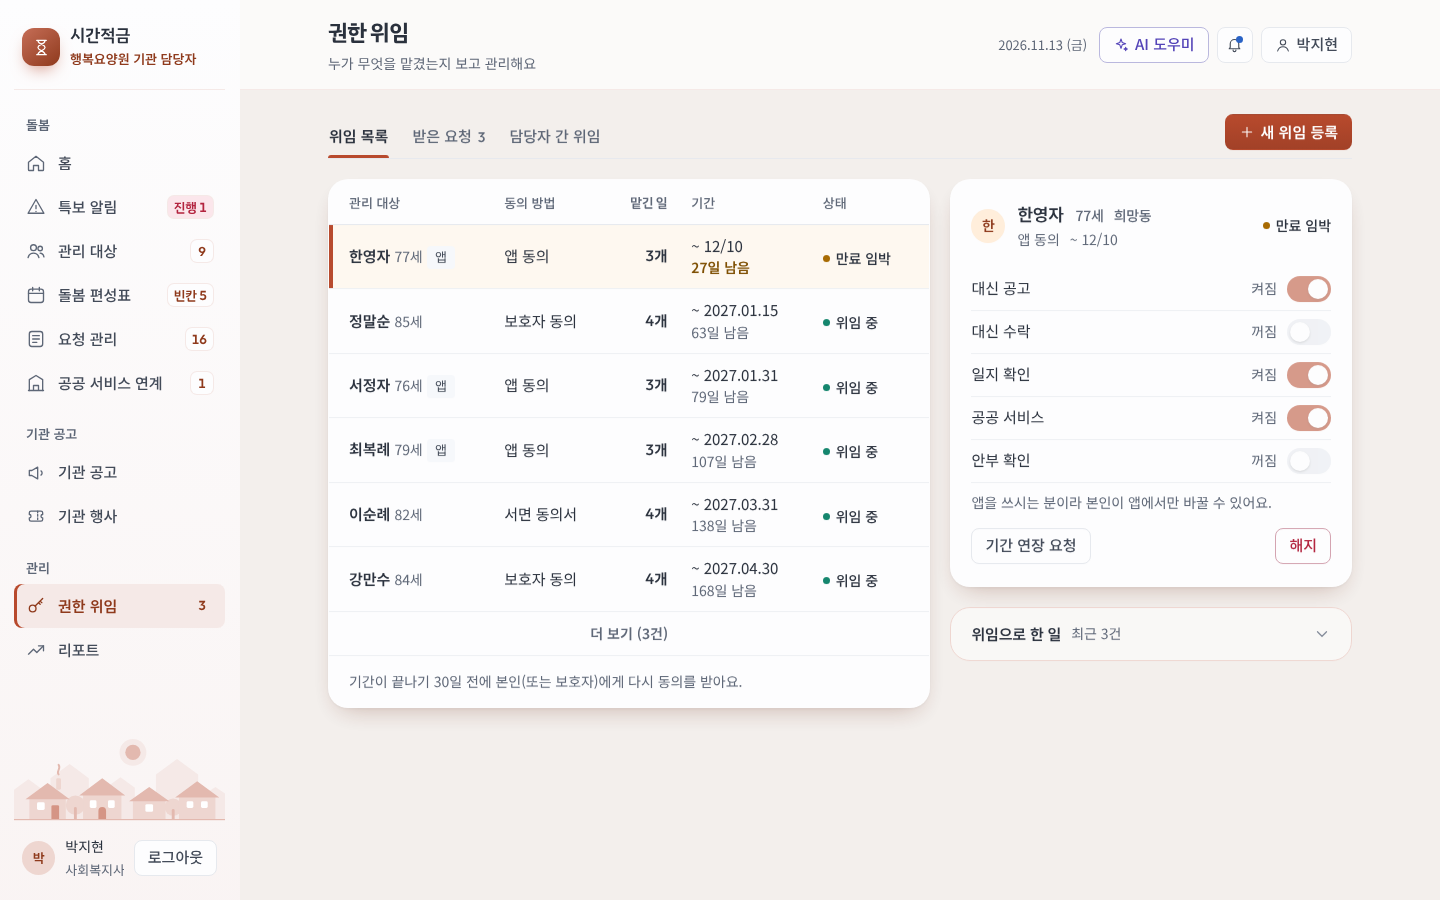 시간적금
행복요양원 기관 담당자
돌봄
홈
특보 알림 진행 1
관리 대상 9
돌봄 편성표 빈칸 5
요청 관리 16
공공 서비스 연계 1
기관 공고
기관 공고
기관 행사
관리
권한 위임 3
리포트
박 박지현
사회복지사
로그아웃
권한 위임
누가 무엇을 맡겼는지 보고 관리해요
2026.11.13 (금) AI 도우미 박지현
위임 목록 받은 요청 3 담당자 간 위임
+ 새 위임 등록
관리 대상 동의 방법 맡긴 일 기간 상태
한영자 77세 앱 앱 동의 3개 ~ 12/10 만료 임박
27일 남음
정말순 85세 보호자 동의 4개 ~ 2027.01.15 위임 중
63일 남음
서정자 76세 앱 앱 동의 3개 ~ 2027.01.31 위임 중
79일 남음
최복례 79세 앱 앱 동의 3개 ~ 2027.02.28 위임 중
107일 남음
이순례 82세 서면 동의서 4개 ~ 2027.03.31 위임 중
138일 남음
강만수 84세 보호자 동의 4개 ~ 2027.04.30 위임 중
168일 남음
더 보기 (3건)
기간이 끝나기 30일 전에 본인(또는 보호자)에게 다시 동의를 받아요.
한 한영자 77세 희망동
앱 동의 ~ 12/10
만료 임박
대신 공고 켜짐
대신 수락 꺼짐
일지 확인 켜짐
공공 서비스 켜짐
안부 확인 꺼짐
앱을 쓰시는 분이라 본인이 앱에서만 바꿀 수 있어요.
기간 연장 요청 해지
위임으로 한 일 최근 3건